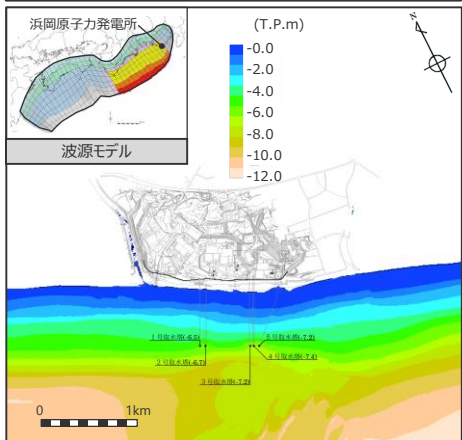 浜岡原子力発電所
波源モデル
(T.P.m)
-0.0
-2.0
-4.0
-6.0
-8.0
-10.0
-12.0
N
1号取水塔(-6.5)
2号取水塔(-6.7)
3号取水塔(-7.2)
4号取水塔(-7.4)
5号取水塔(-7.2)
0 1km